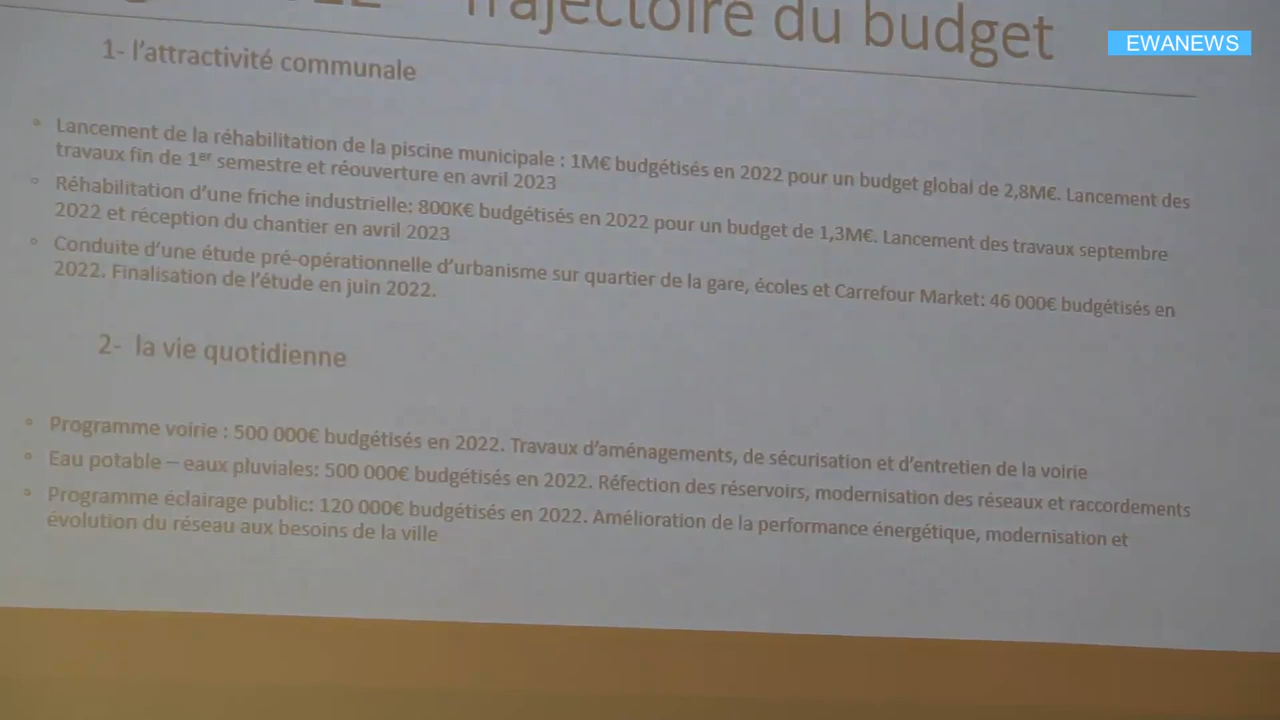 Trajectoire du budget
EWANEWS
1- l'attractivité communale
° Lancement de la réhabilitation de la piscine municipale : 1M€ budgétisés en 2022 pour un budget global de 2,8M€. Lancement des
travaux fin de 1er semestre et réouverture en avril 2023
° Réhabilitation d'une friche industrielle: 800K€ budgétisés en 2022 pour un budget de 1,3M€. Lancement des travaux septembre
2022 et réception du chantier en avril 2023
° Conduite d'une étude pré-opérationnelle d'urbanisme sur quartier de la gare, écoles et Carrefour Market: 46 000€ budgétisés en
2022. Finalisation de l'étude en juin 2022.
2- la vie quotidienne
° Programme voirie : 500 000€ budgétisés en 2022. Travaux d'aménagements, de sécurisation et d'entretien de la voirie
° Eau potable – eaux pluviales: 500 000€ budgétisés en 2022. Réfection des réservoirs, modernisation des réseaux et raccordements
° Programme éclairage public: 120 000€ budgétisés en 2022. Amélioration de la performance énergétique, modernisation et
évolution du réseau aux besoins de la ville